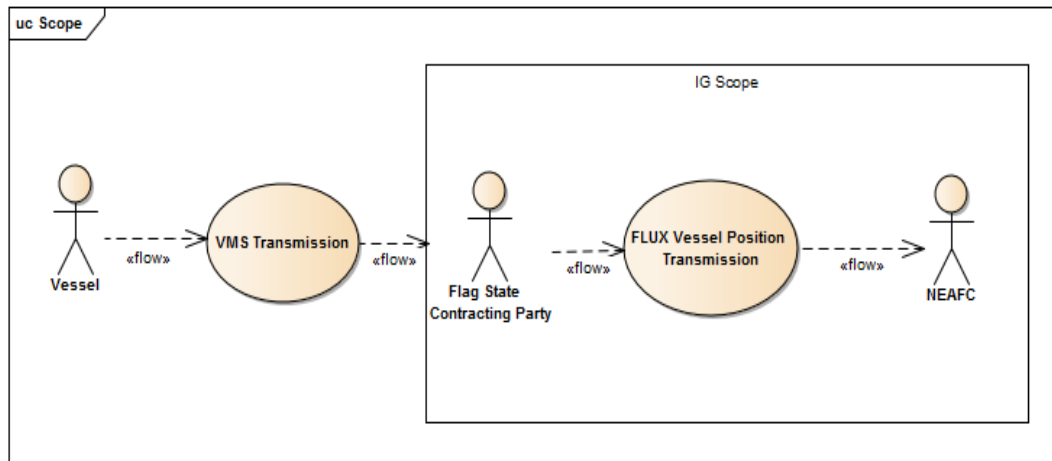 uc Scope
IG Scope
Vessel
«flow»
VMS Transmission
«flow»
Flag State
Contracting Party
«flow»
FLUX Vessel Position
Transmission
«flow»
NEAFC